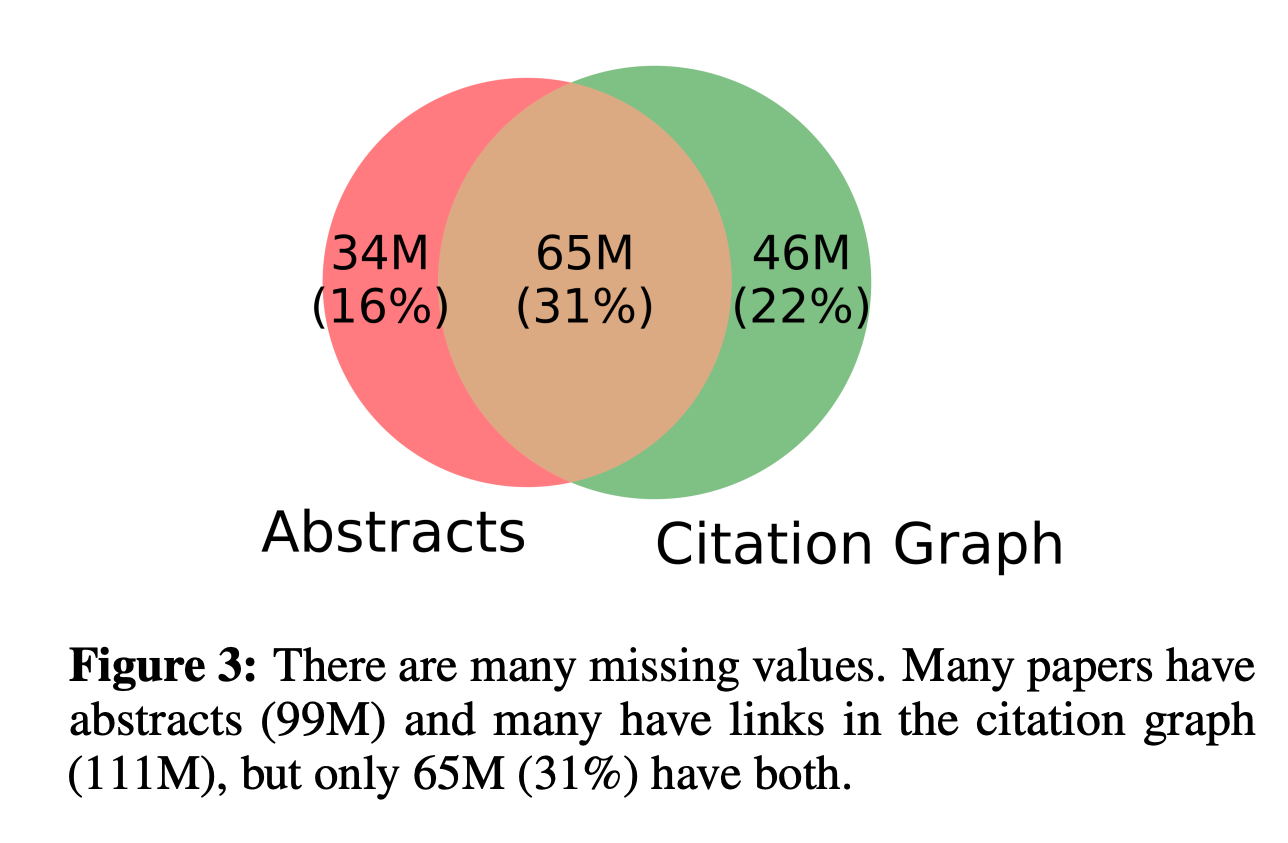 34M
(16%)
65M
(31%)
46M
(22%)
Abstracts
Citation Graph
Figure 3: There are many missing values. Many papers have
abstracts (99M) and many have links in the citation graph
(111M), but only 65M (31%) have both.